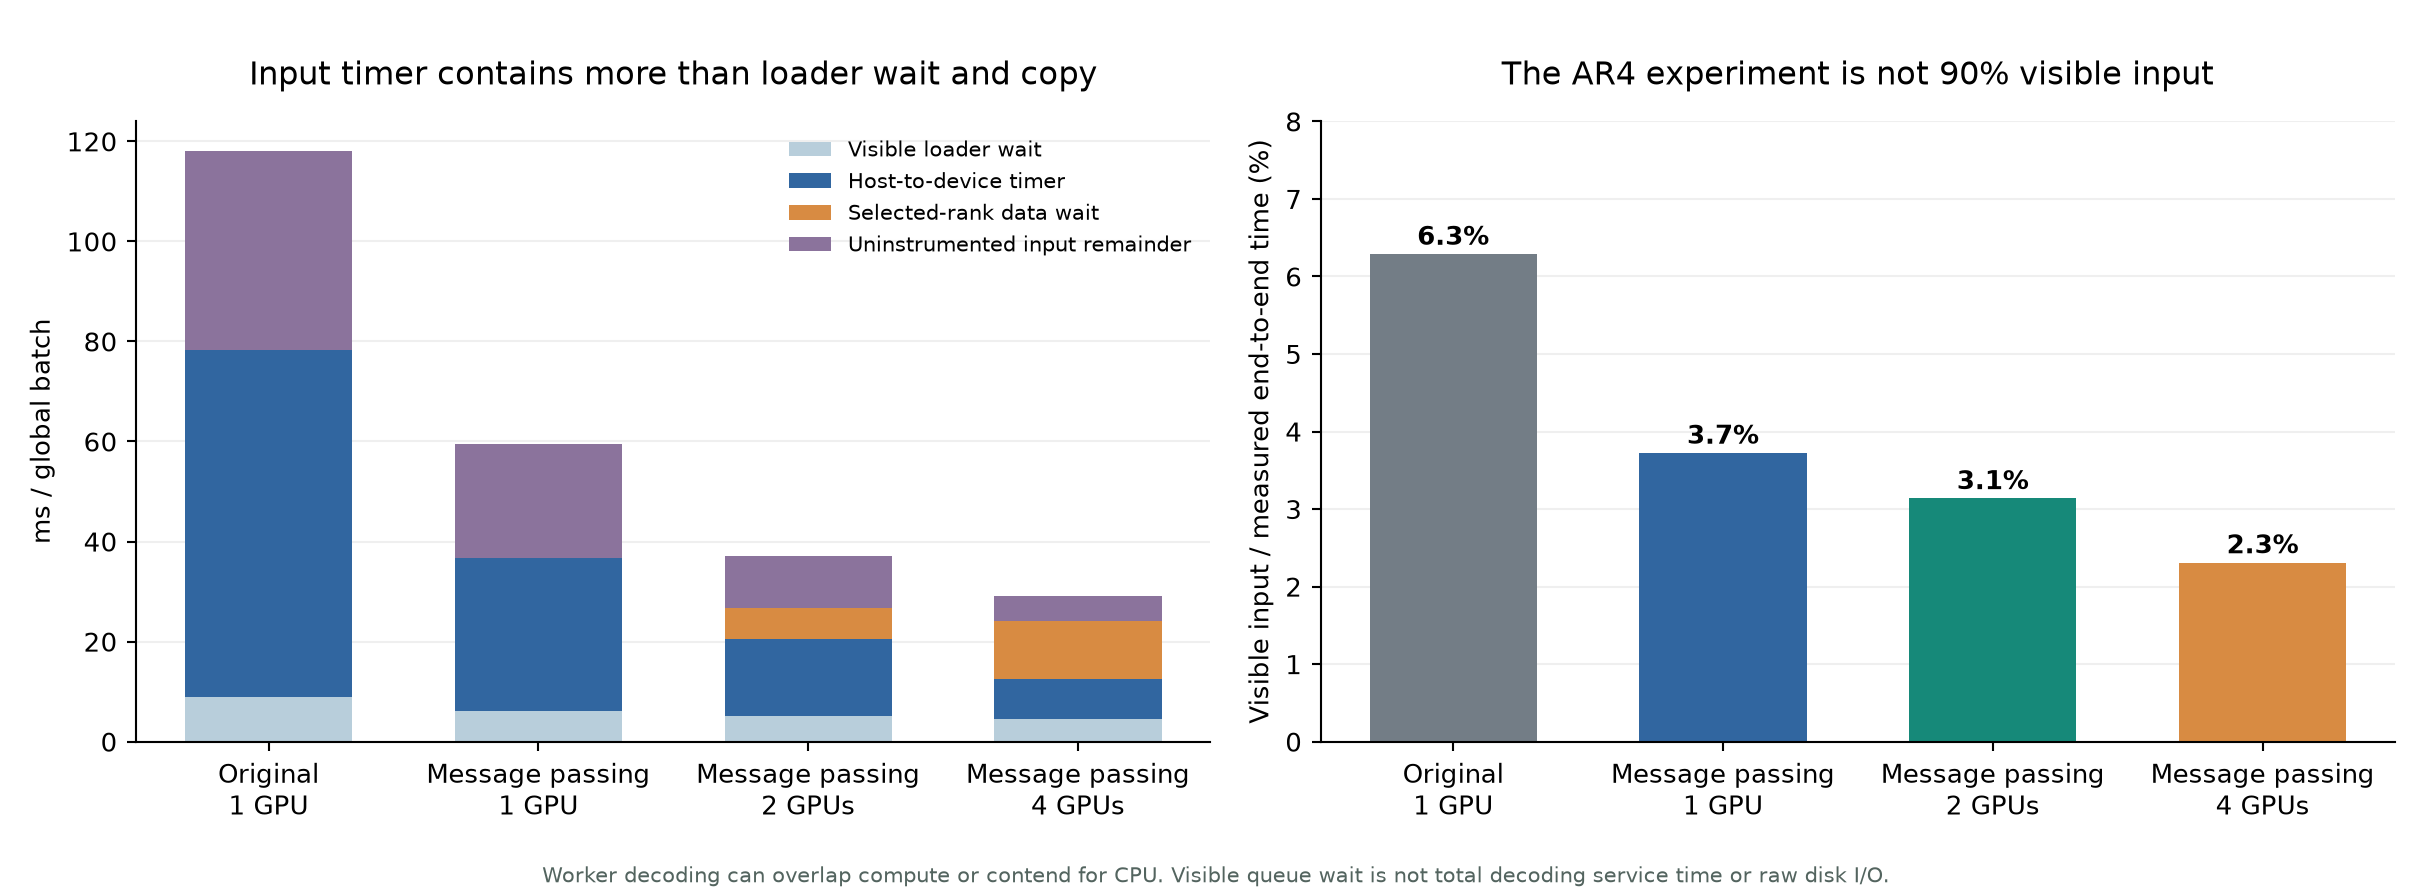 Input timer contains more than loader wait and copy
ms / global batch
120
100
80
60
40
20
0
Visible loader wait
Host-to-device timer
Selected-rank data wait
Uninstrumented input remainder
Original
1 GPU
Message passing
1 GPU
Message passing
2 GPUs
Message passing
4 GPUs
The AR4 experiment is not 90% visible input
Visible input / measured end-to-end time (%)
8
7
6
5
4
3
2
1
0
6.3%
3.7%
3.1%
2.3%
Original
1 GPU
Message passing
1 GPU
Message passing
2 GPUs
Message passing
4 GPUs
Worker decoding can overlap compute or contend for CPU. Visible queue wait is not total decoding service time or raw disk I/O.